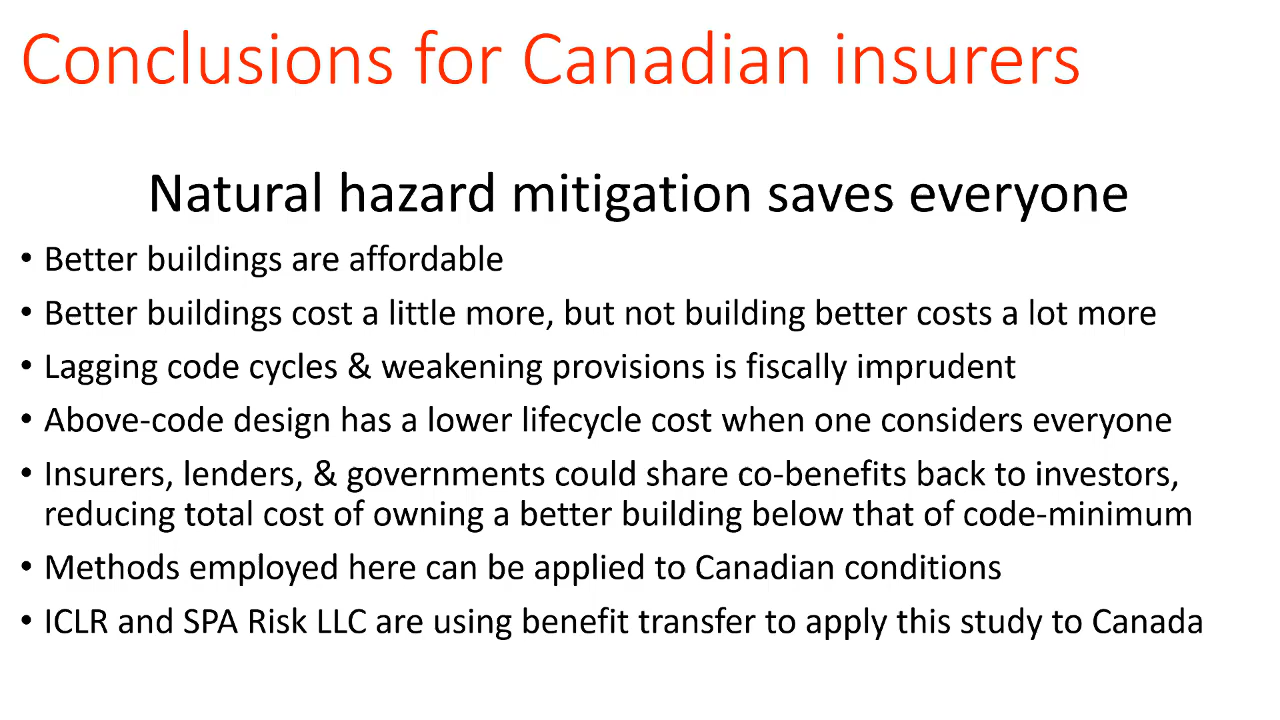 Conclusions for Canadian insurers
Natural hazard mitigation saves everyone
• Better buildings are affordable
• Better buildings cost a little more, but not building better costs a lot more
• Lagging code cycles & weakening provisions is fiscally imprudent
• Above-code design has a lower lifecycle cost when one considers everyone
• Insurers, lenders, & governments could share co-benefits back to investors,
reducing total cost of owning a better building below that of code-minimum
• Methods employed here can be applied to Canadian conditions
• ICLR and SPA Risk LLC are using benefit transfer to apply this study to Canada